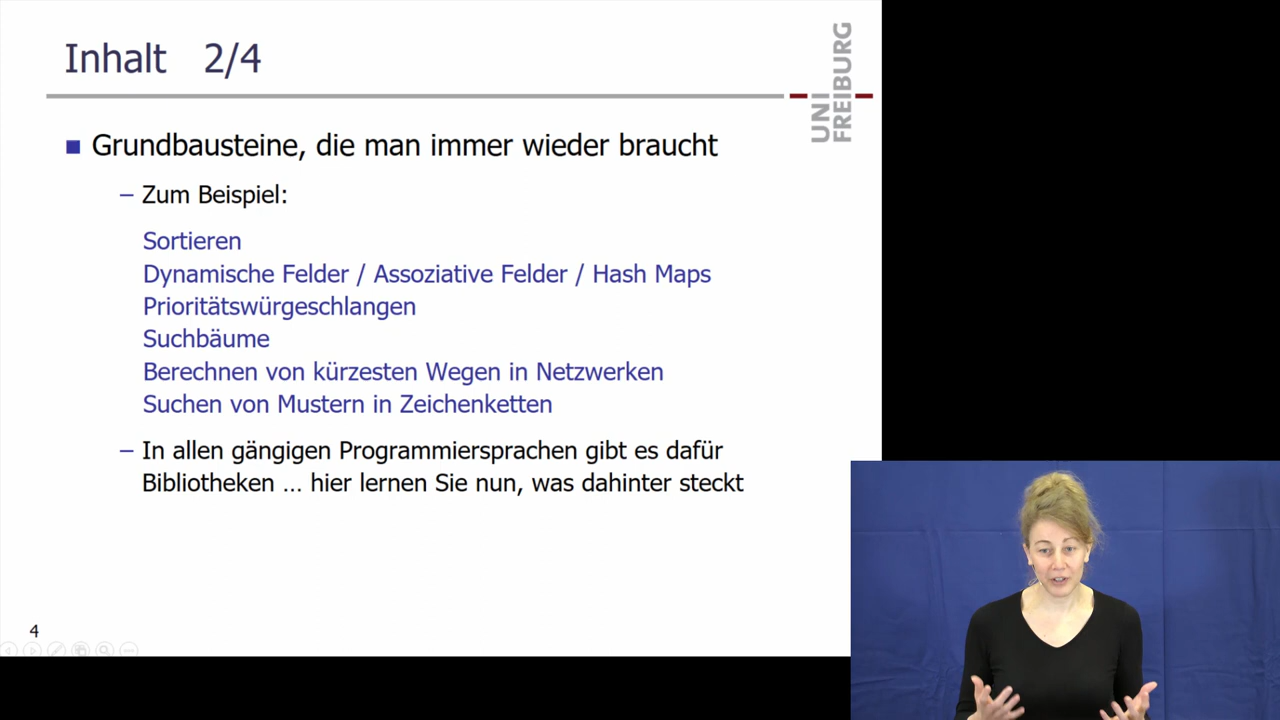 Inhalt 2/4
UNI
FREIBURG
Grundbausteine, die man immer wieder braucht
– Zum Beispiel:
Sortieren
Dynamische Felder / Assoziative Felder / Hash Maps
Prioritätswürgeschlangen
Suchbäume
Berechnen von kürzesten Wegen in Netzwerken
Suchen von Mustern in Zeichenketten
– In allen gängigen Programmiersprachen gibt es dafür
Bibliotheken … hier lernen Sie nun, was dahinter steckt
4